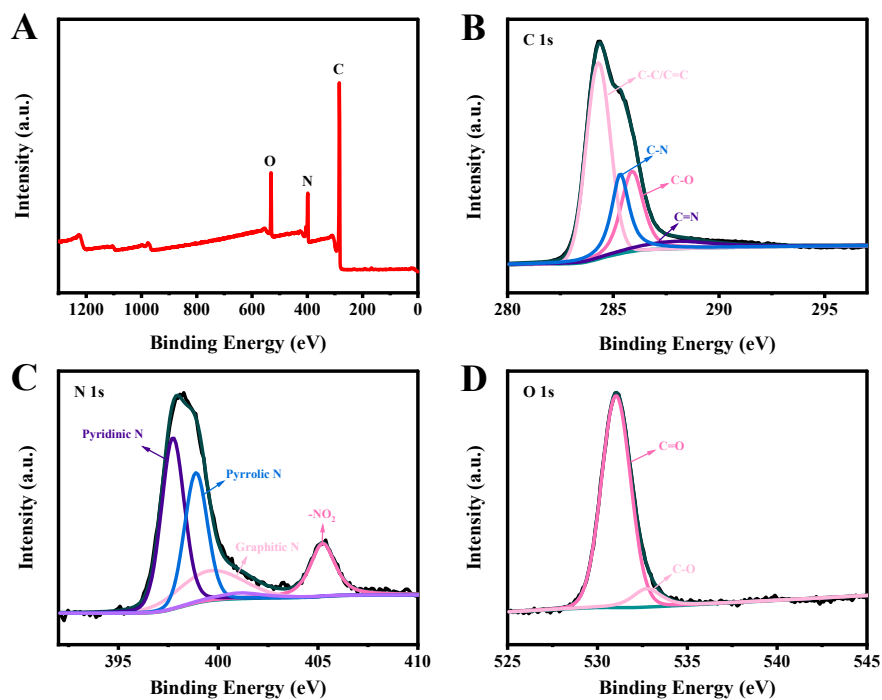 A
C
O
N
Intensity (a.u.)
1200 1000 800 600 400 200 0
Binding Energy (eV)
B
C 1s
C-C/C=C
C-N
C-O
C=N
Intensity (a.u.)
280 285 290 295
Binding Energy (eV)
C
N 1s
Pyridinic N
Pyrrolic N
Graphitic N
-NO₂
Intensity (a.u.)
395 400 405 410
Binding Energy (eV)
D
O 1s
C=O
C-O
Intensity (a.u.)
525 530 535 540 545
Binding Energy (eV)